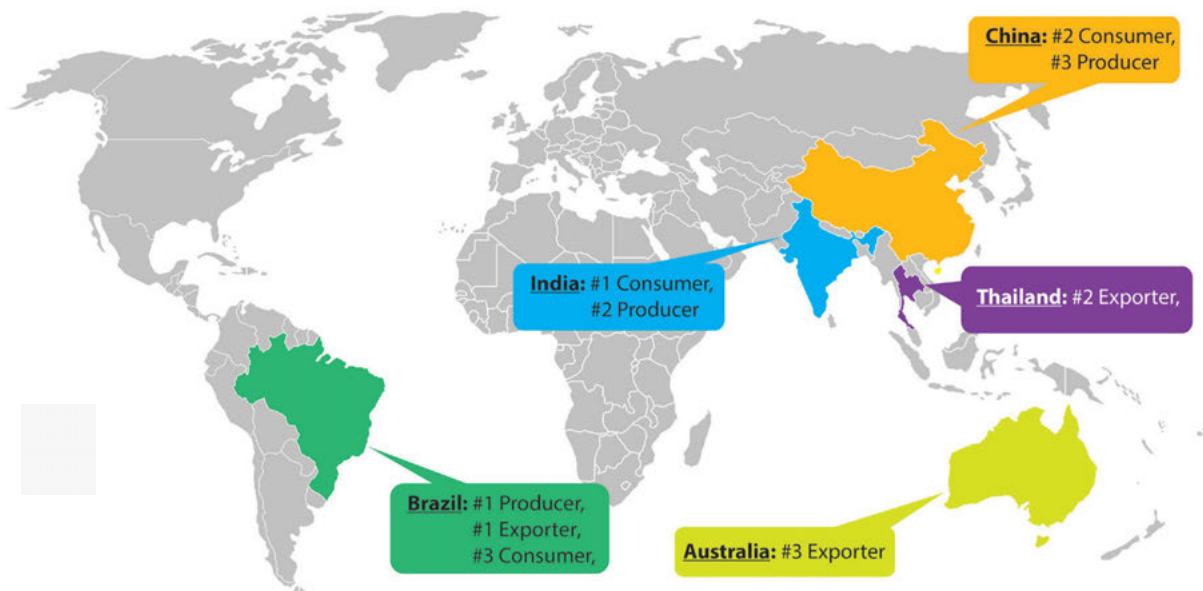 China: #2 Consumer,
#3 Producer
India: #1 Consumer,
#2 Producer
Thailand: #2 Exporter,
Brazil: #1 Producer,
#1 Exporter,
#3 Consumer,
Australia: #3 Exporter